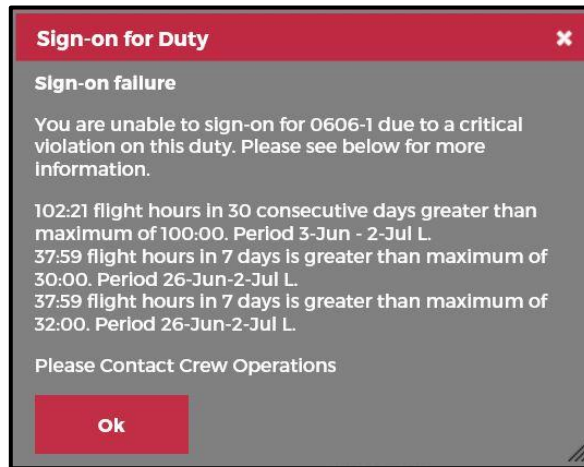 Sign-on for Duty
Sign-on failure
You are unable to sign-on for 0606-1 due to a critical
violation on this duty. Please see below for more
information.
102:21 flight hours in 30 consecutive days greater than
maximum of 100:00. Period 3-Jun - 2-Jul L.
37:59 flight hours in 7 days is greater than maximum of
30:00. Period 26-Jun-2-Jul L.
37:59 flight hours in 7 days is greater than maximum of
32:00. Period 26-Jun-2-Jul L.
Please Contact Crew Operations
Ok